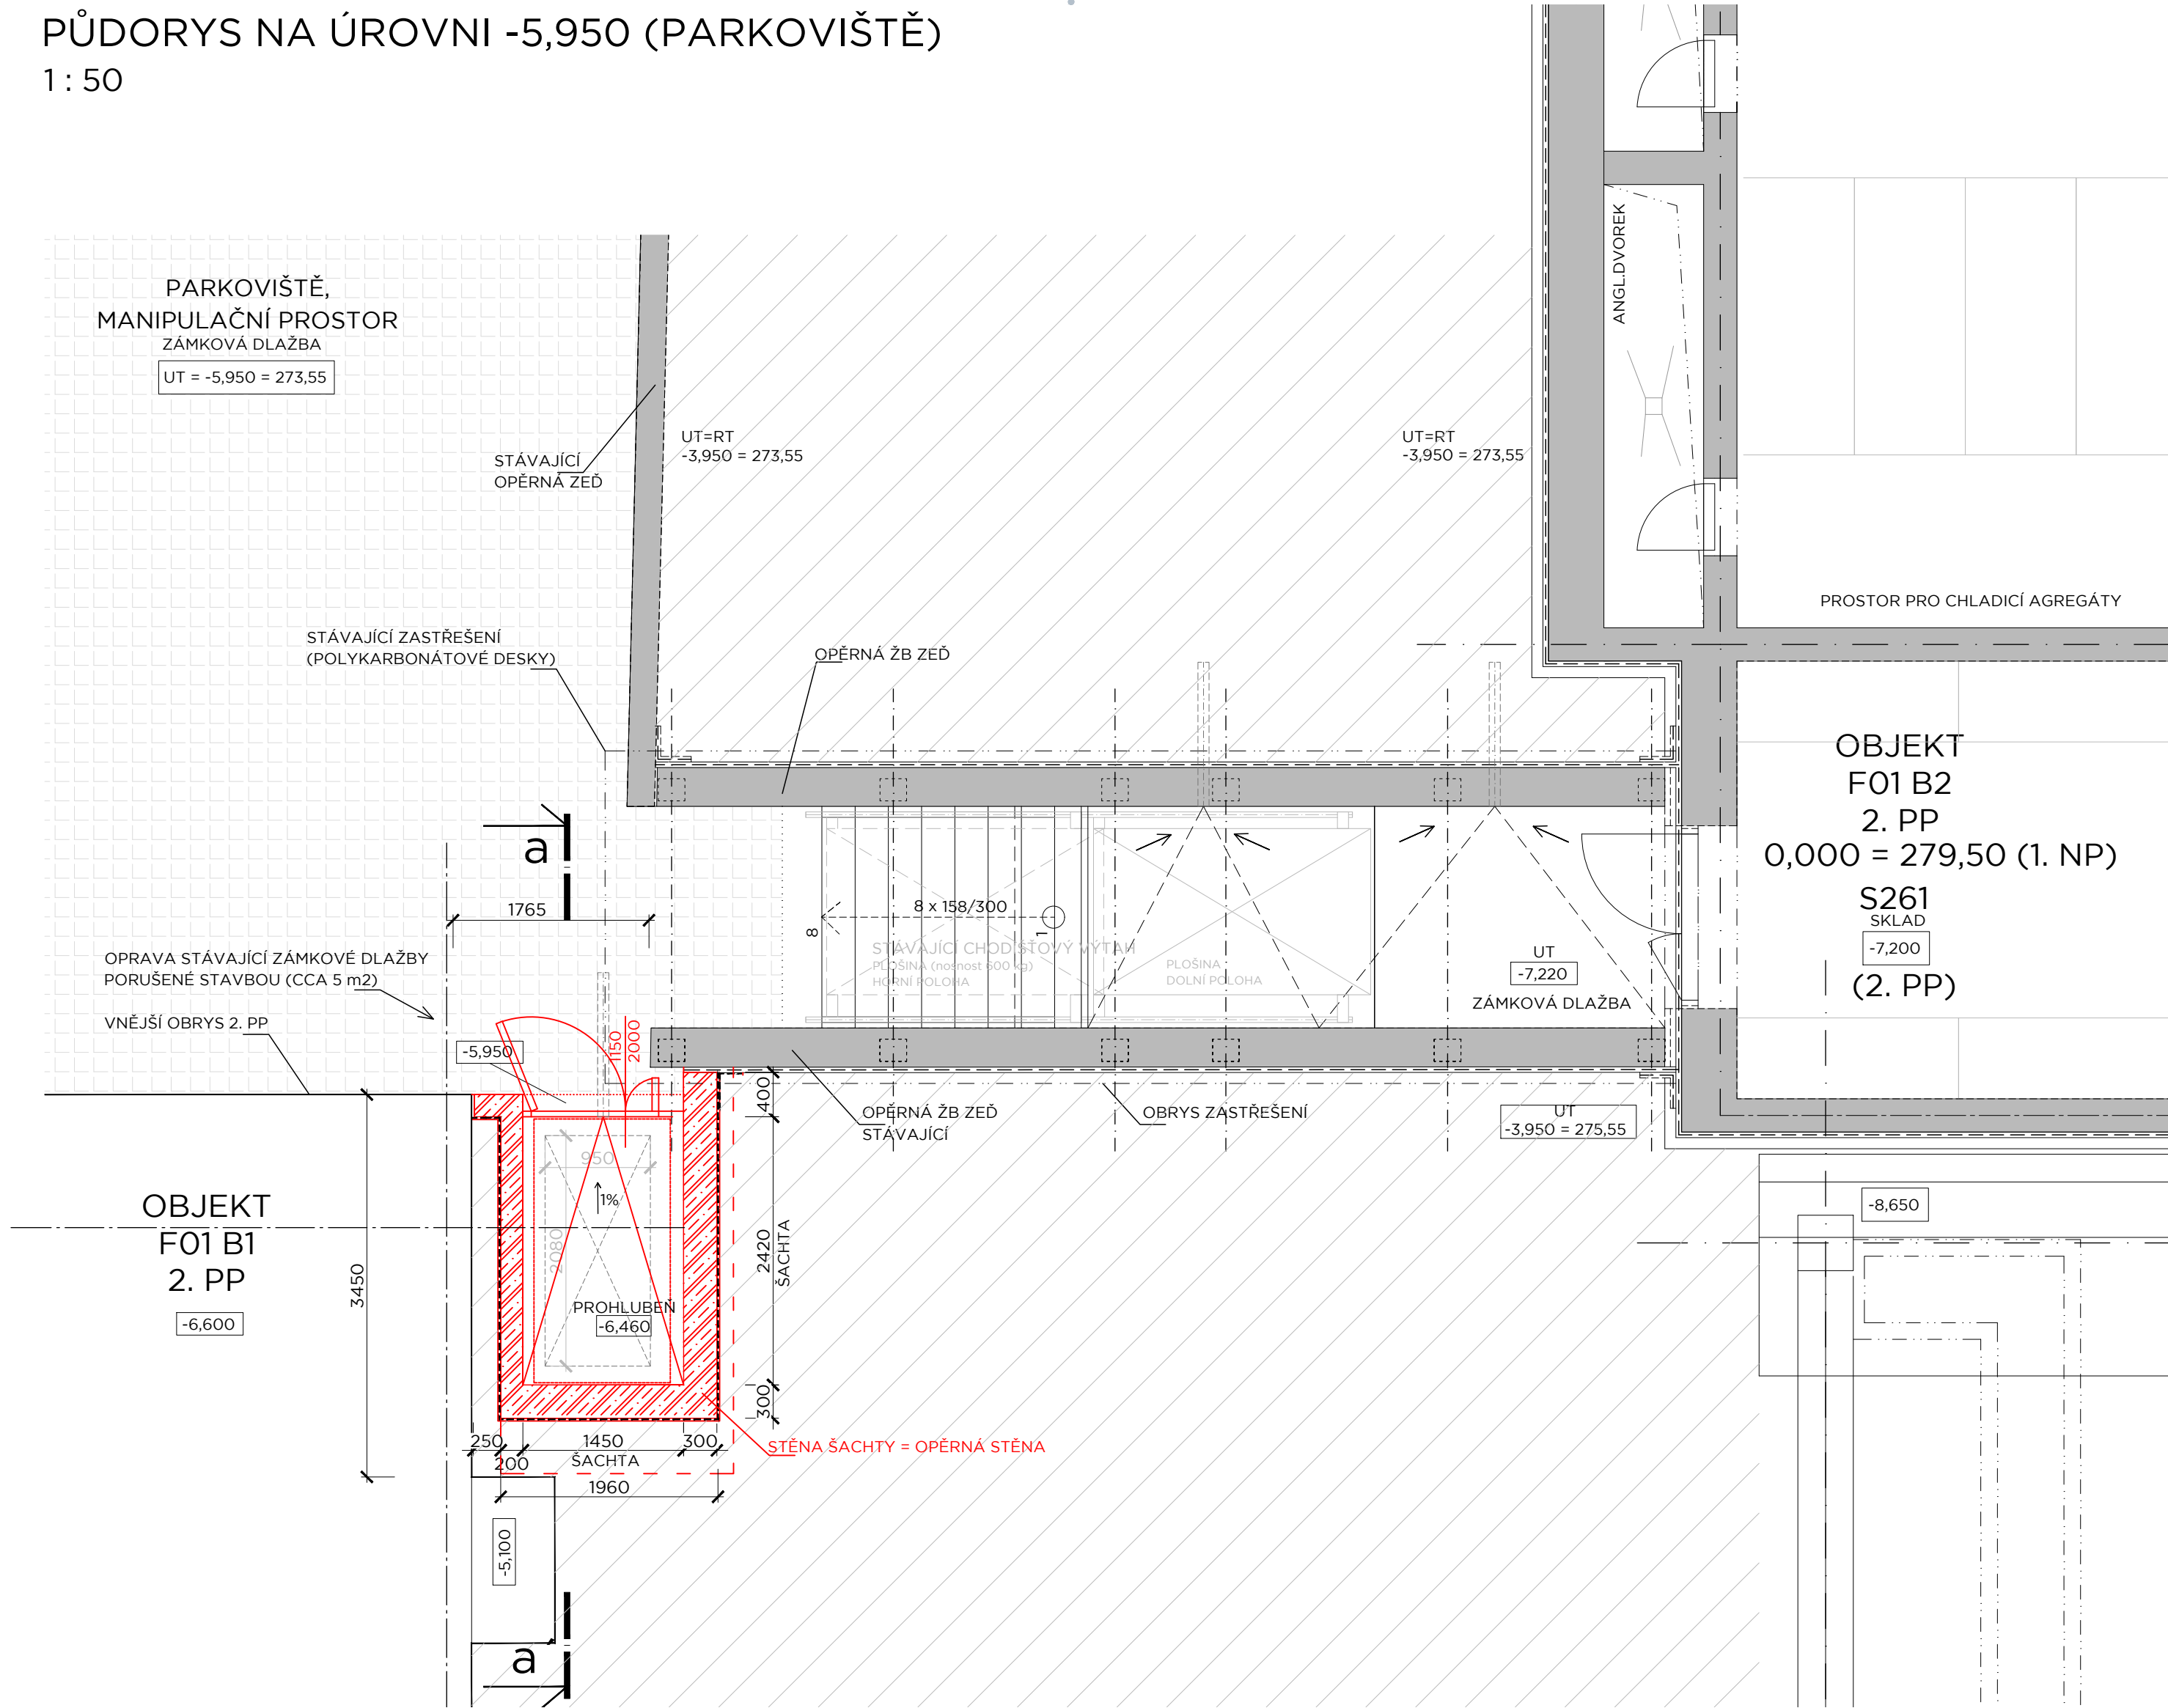 PŮDORYS NA ÚROVNI -5,950 (PARKOVIŠTĚ)
1 : 50
PARKOVIŠTĚ,
MANIPULAČNÍ PROSTOR
ZÁMKOVÁ DLAŽBA
UT = -5,950 = 273,55
STÁVAJÍCÍ
OPĚRNÁ ZEĎ
UT=RT
-3,950 = 273,55
UT=RT
-3,950 = 273,55
ANGL.DVOREK
PROSTOR PRO CHLADICÍ AGREGÁTY
STÁVAJÍCÍ ZASTŘEŠENÍ
(POLYKARBONÁTOVÉ DESKY)
OPĚRNÁ ŽB ZEĎ
OBJEKT
F01 B2
2. PP
0,000 = 279,50 (1. NP)
S261
SKLAD
-7,200
(2. PP)
a
1765
8 x 158/300
8
1
STÁVAJÍCÍ CHODIŠŤOVÝ VÝTAH
PLOŠINA (nosnost 600 kg)
HORNÍ POLOHA
PLOŠINA
DOLNÍ POLOHA
UT
-7,220
ZÁMKOVÁ DLAŽBA
OPRAVA STÁVAJÍCÍ ZÁMKOVÉ DLAŽBY
PORUŠENÉ STAVBOU (CCA 5 m2)
VNĚJŠÍ OBRYS 2. PP
-5,950
1150
2000
400
OPĚRNÁ ŽB ZEĎ
STÁVAJÍCÍ
OBRYS ZASTŘEŠENÍ
UT
-3,950 = 275,55
950
1%
2080
2420
ŠACHTA
-8,650
OBJEKT
F01 B1
2. PP
-6,600
3450
PROHLUBEŇ
-6,460
300
250
200
1450
ŠACHTA
300
STĚNA ŠACHTY = OPĚRNÁ STĚNA
1960
-5,100
a